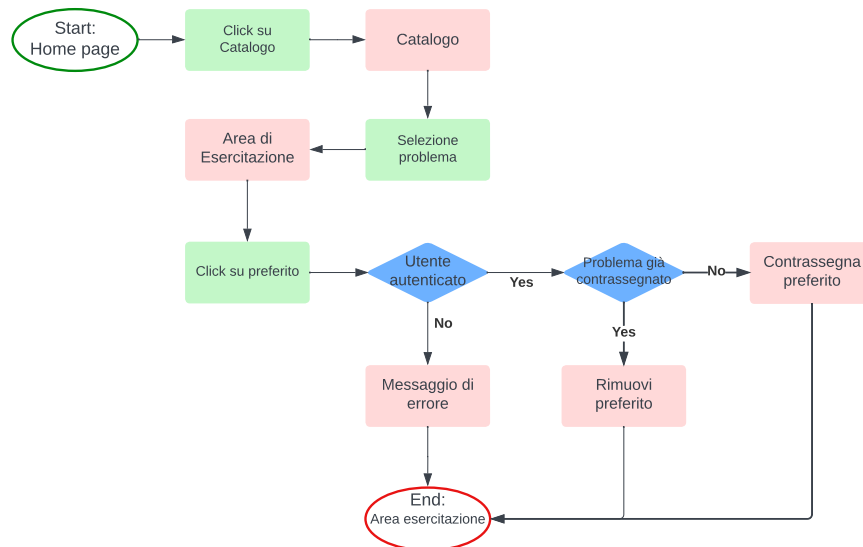 Start:
Home page
Click su
Catalogo
Catalogo
Area di
Esercitazione
Selezione
problema
Click su preferito
Utente
autenticato
Yes
Problema già
contrassegnato
No
Contrassegna
preferito
No
Yes
Messaggio di
errore
Rimuovi
preferito
End:
Area esercitazione